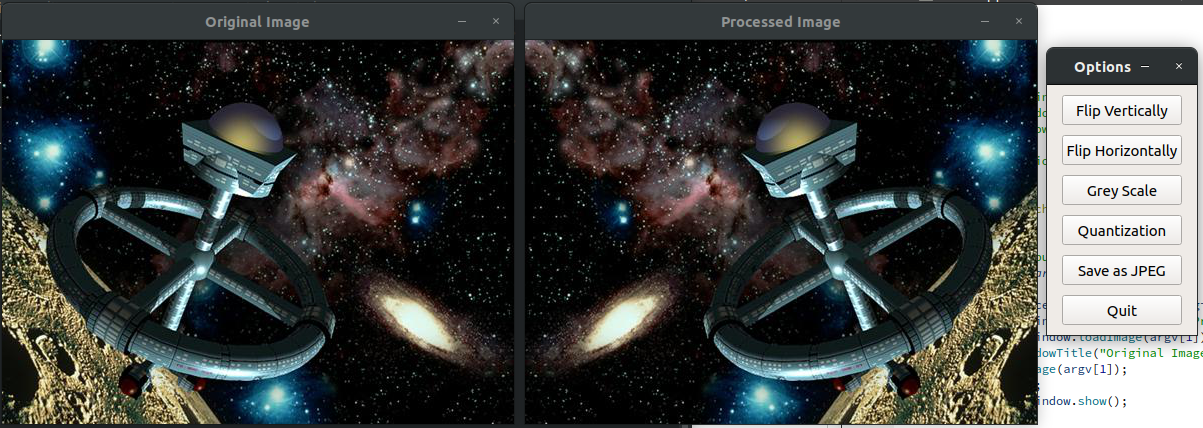 Original Image
Processed Image
Options
Flip Vertically
Flip Horizontally
Grey Scale
Quantization
Save as JPEG
Quit
indow.loadImage(argv[1])
dowTitle("Original Image
age(argv[1]);
indow.show();